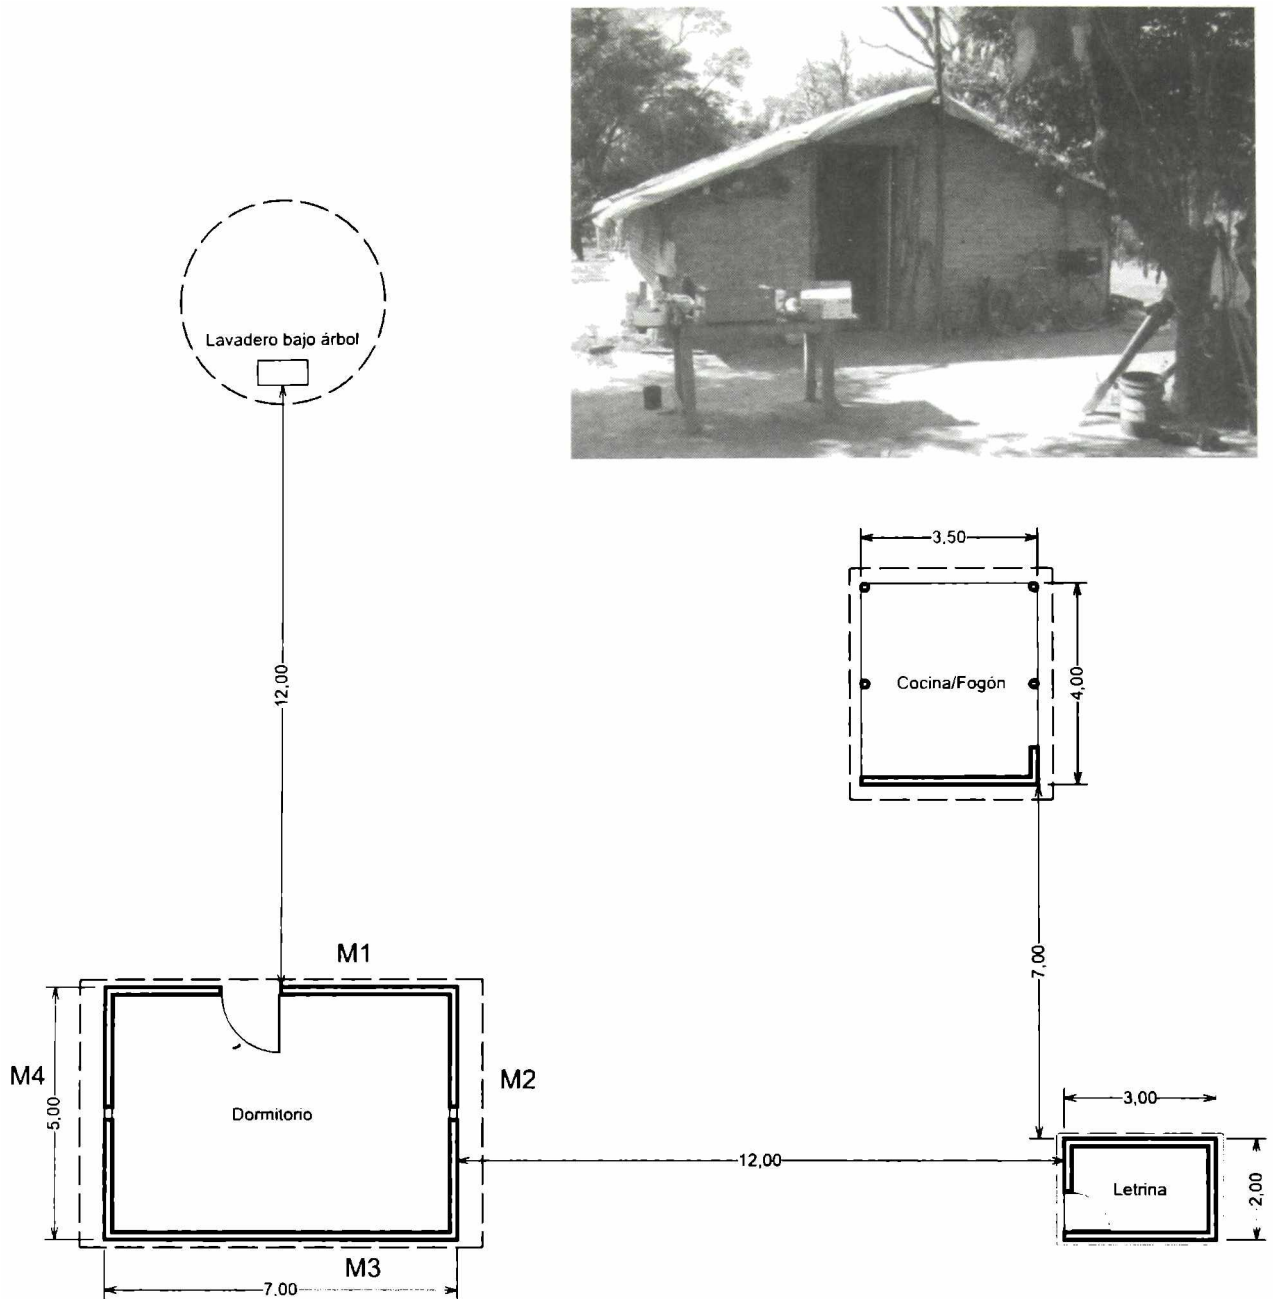 Lavadero bajo árbol
3,50
12,00
Cocina/Fogón
4,00
M1
7,00
M4
5,00
M2
Dormitorio
3,00
12,00
Letrina
2,00
M3
7,00